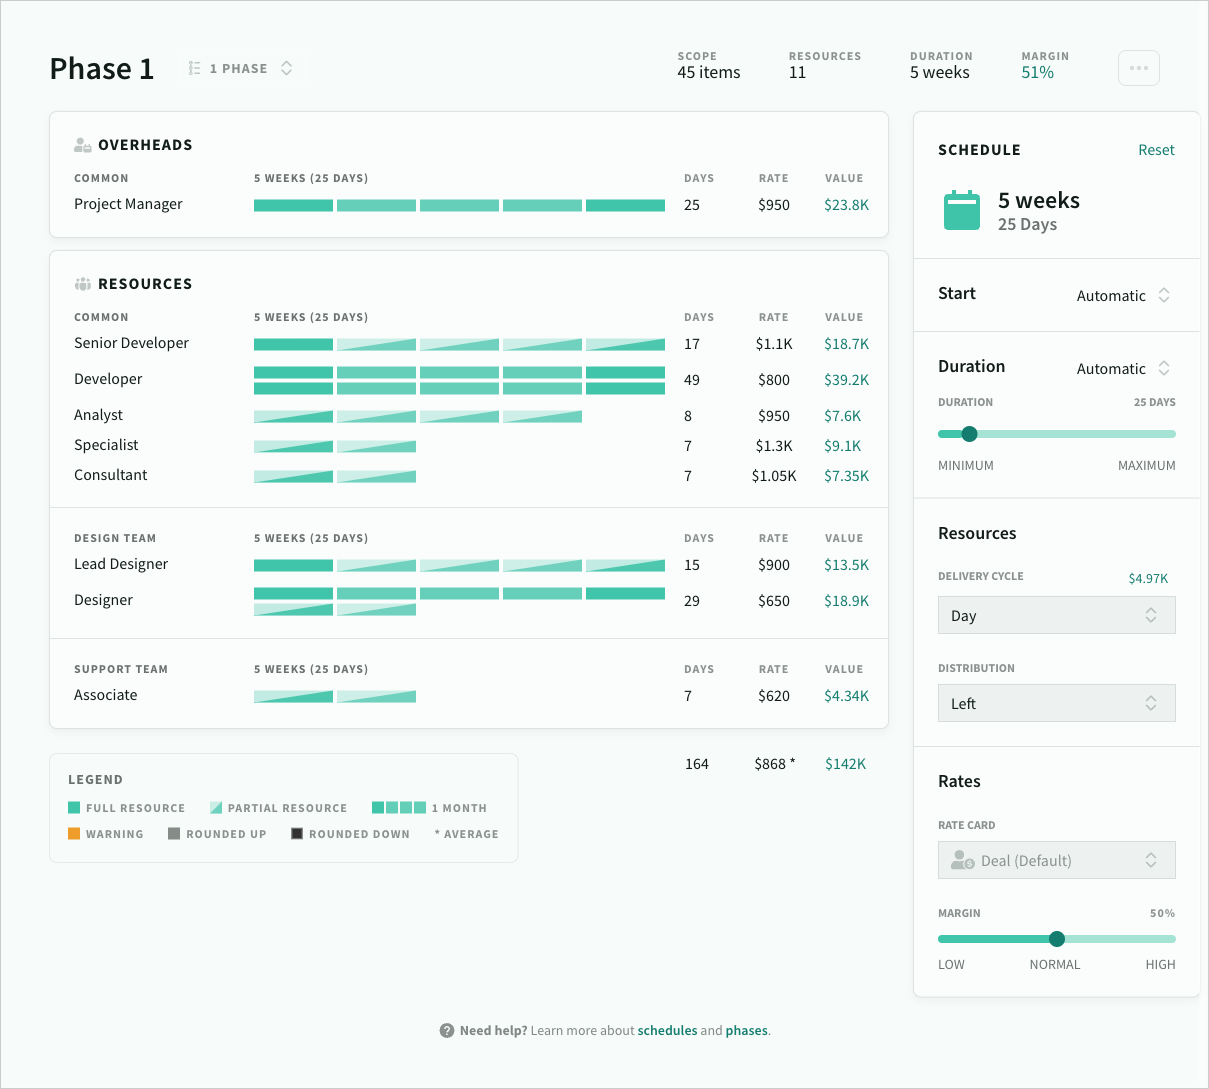 Phase 1
1 PHASE
SCOPE RESOURCES DURATION MARGIN
45 items 11 5 weeks 51%
OVERHEADS
COMMON 5 WEEKS (25 DAYS) DAYS RATE VALUE
Project Manager 25 $950 $23.8K
RESOURCES
COMMON 5 WEEKS (25 DAYS) DAYS RATE VALUE
Senior Developer 17 $1.1K $18.7K
Developer 49 $800 $39.2K
Analyst 8 $950 $7.6K
Specialist 7 $1.3K $9.1K
Consultant 7 $1.05K $7.35K
DESIGN TEAM 5 WEEKS (25 DAYS) DAYS RATE VALUE
Lead Designer 15 $900 $13.5K
Designer 29 $650 $18.9K
SUPPORT TEAM 5 WEEKS (25 DAYS) DAYS RATE VALUE
Associate 7 $620 $4.34K
164 $868 * $142K
LEGEND
FULL RESOURCE PARTIAL RESOURCE 1 MONTH
WARNING ROUNDED UP ROUNDED DOWN * AVERAGE
SCHEDULE Reset
5 weeks
25 Days
Start Automatic
Duration Automatic
DURATION 25 DAYS
MINIMUM MAXIMUM
Resources
DELIVERY CYCLE $4.97K
Day
DISTRIBUTION
Left
Rates
RATE CARD
Deal (Default)
MARGIN 50%
LOW NORMAL HIGH
Need help? Learn more about schedules and phases.